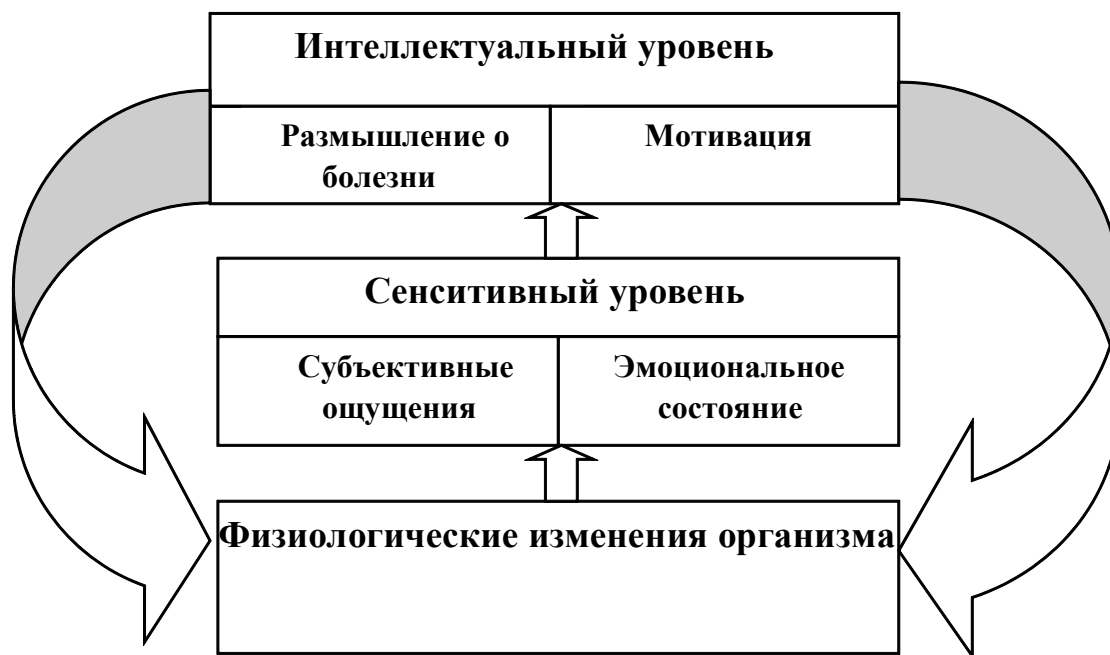 Интеллектуальный уровень
Размышление о
болезни
Мотивация
Сенситивный уровень
Субъективные
ощущения
Эмоциональное
состояние
Физиологические изменения организма